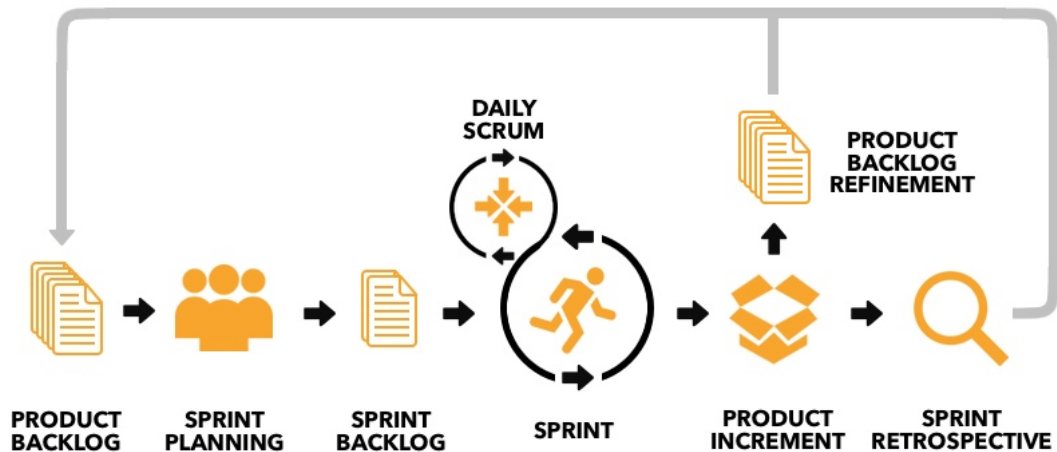 DAILY
SCRUM
PRODUCT
BACKLOG
REFINEMENT
PRODUCT
BACKLOG
SPRINT
PLANNING
SPRINT
BACKLOG
SPRINT
PRODUCT
INCREMENT
SPRINT
RETROSPECTIVE